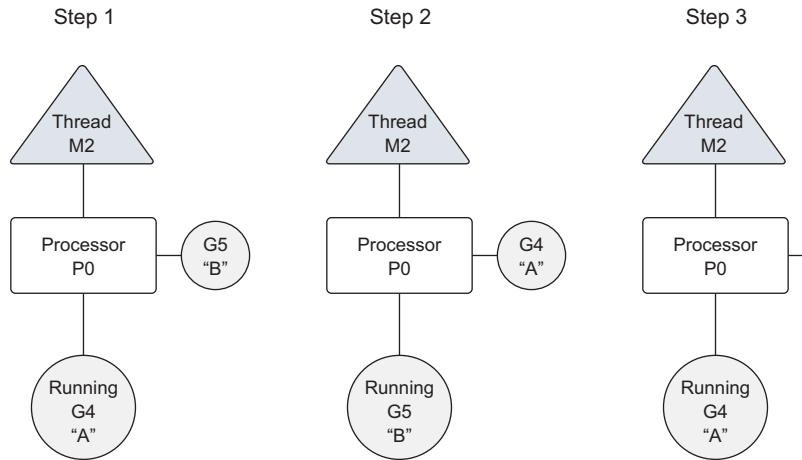 Step 1
Step 2
Step 3
Thread
M2
Thread
M2
Thread
M2
Processor
P0
G5
“B”
Processor
P0
G4
“A”
Processor
P0
Running
G4
“A”
Running
G5
“B”
Running
G4
“A”